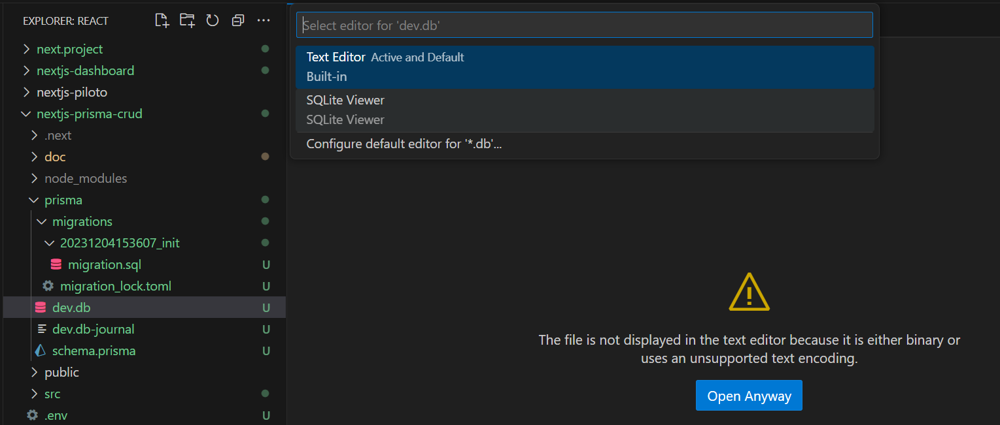 EXPLORER: REACT
next.project
nextjs-dashboard
nextjs-piloto
nextjs-prisma-crud
.next
doc
node_modules
prisma
migrations
20231204153607_init
migration.sql U
migration_lock.toml U
dev.db U
dev.db-journal U
schema.prisma U
public
src
.env U
Select editor for 'dev.db'
Text Editor Active and Default
Built-in
SQLite Viewer
SQLite Viewer
Configure default editor for '*.db'...
The file is not displayed in the text editor because it is either binary or
uses an unsupported text encoding.
Open Anyway